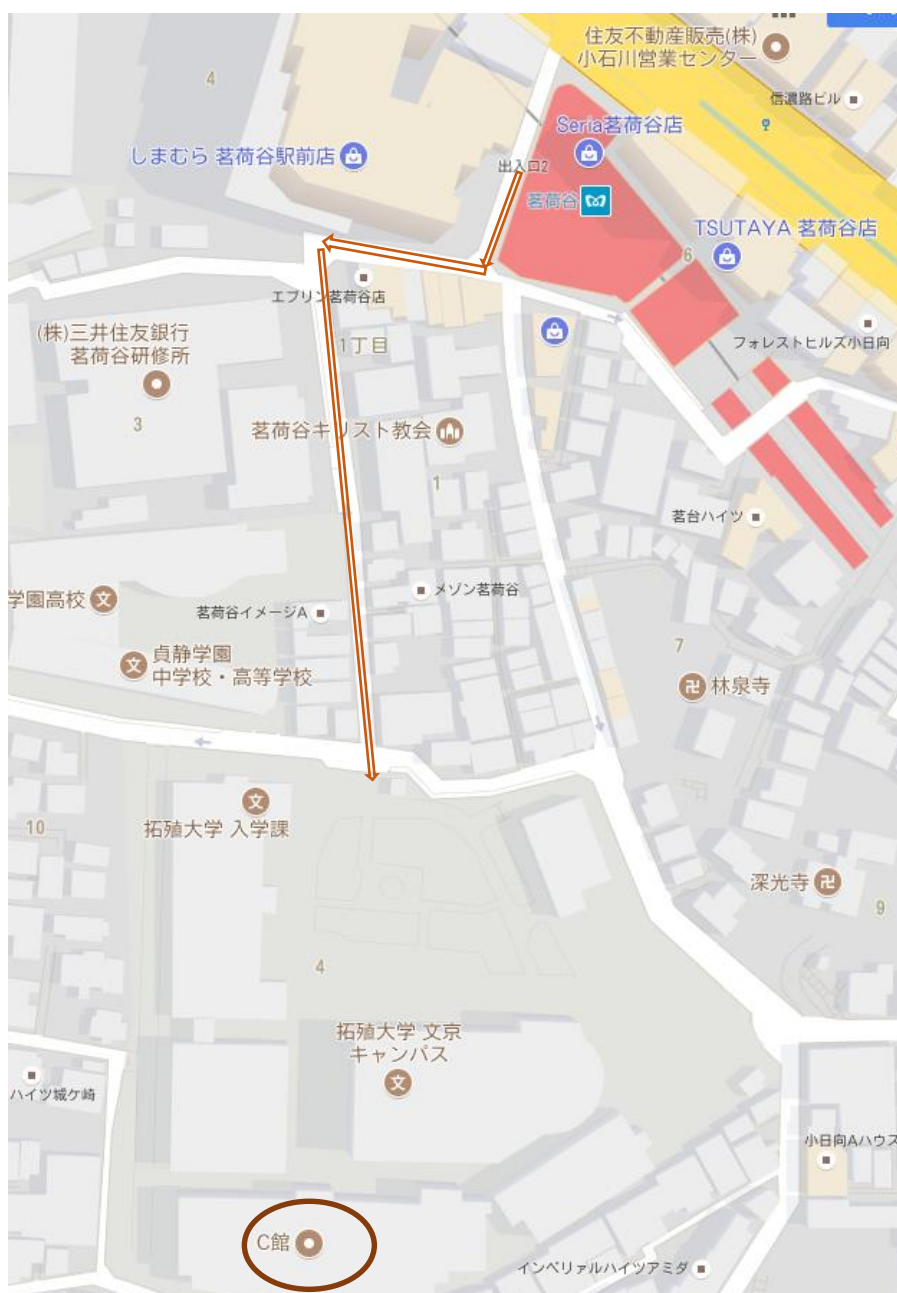 住友不動産販売(株)
小石川営業センター
4
信濃路ビル
Seria茗荷谷店
しまむら 茗荷谷駅前店
出入口2
茗荷谷
TSUTAYA 茗荷谷店
6
エブリン茗荷谷店
(株)三井住友銀行
茗荷谷研修所
1丁目
フォレストヒルズ小日向
3
茗荷谷キリスト教会
1
茗台ハイツ
メゾン茗荷谷
学園高校
文
茗荷谷イメージA
7
貞静学園
中学校・高等学校
文
林泉寺
卍
文
拓殖大学 入学課
10
深光寺
卍
9
4
拓殖大学 文京
キャンパス
文
ハイツ城ケ崎
小日向Aハウス
C館
インペリアルハイツアミダ